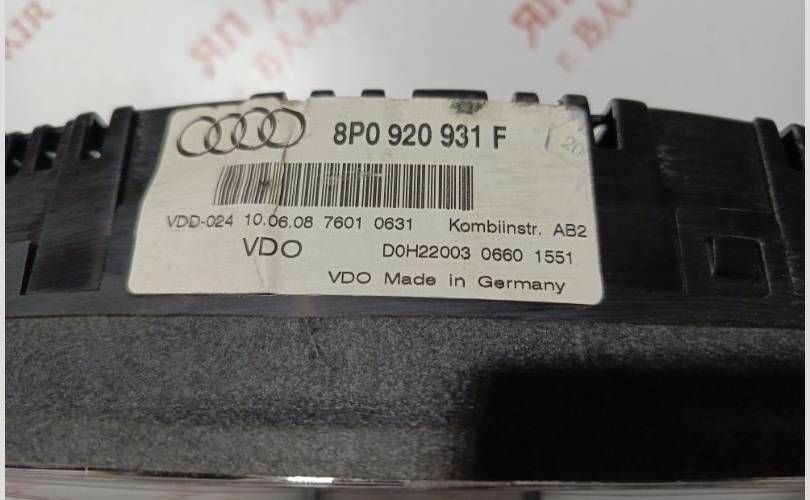 8P0 920 931 F
20
VDD-024 10.06.08 7601 0631 Kombiinstr. AB2
VDO D0H22003 0660 1551
VDO Made in Germany